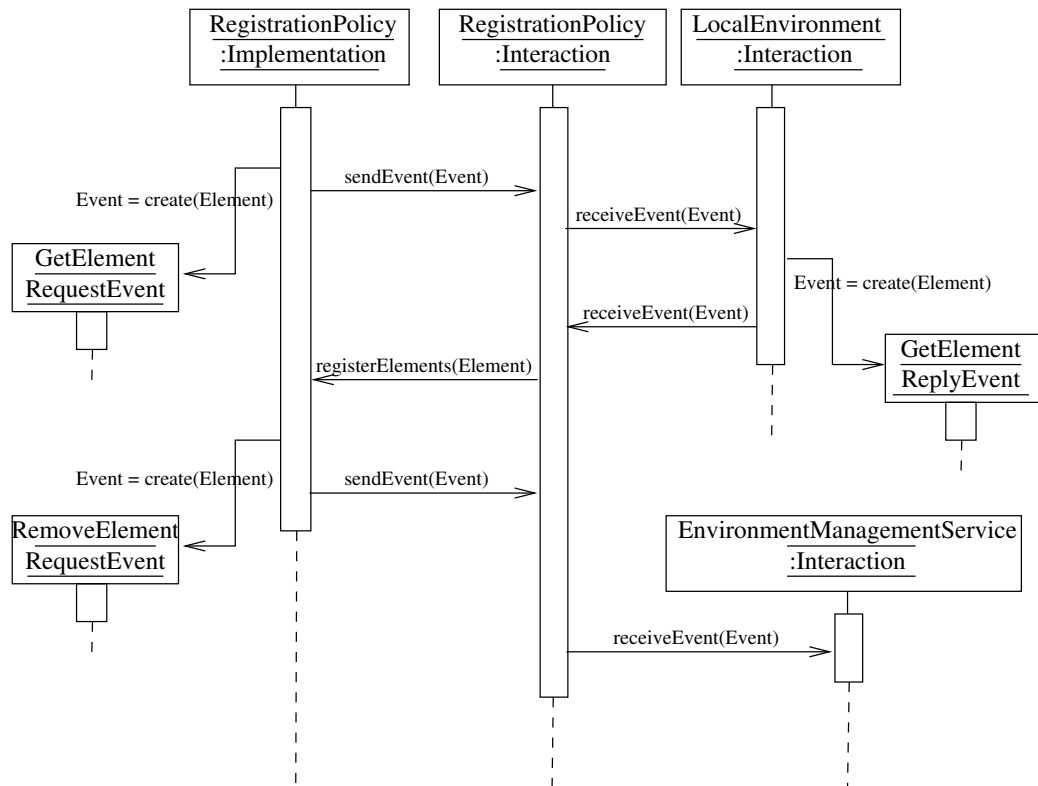 RegistrationPolicy
:Implementation
RegistrationPolicy
:Interaction
LocalEnvironment
:Interaction
sendEvent(Event)
Event = create(Element)
receiveEvent(Event)
GetElement
RequestEvent
Event = create(Element)
receiveEvent(Event)
GetElement
ReplyEvent
registerElements(Element)
Event = create(Element)
sendEvent(Event)
RemoveElement
RequestEvent
EnvironmentManagementService
:Interaction
receiveEvent(Event)